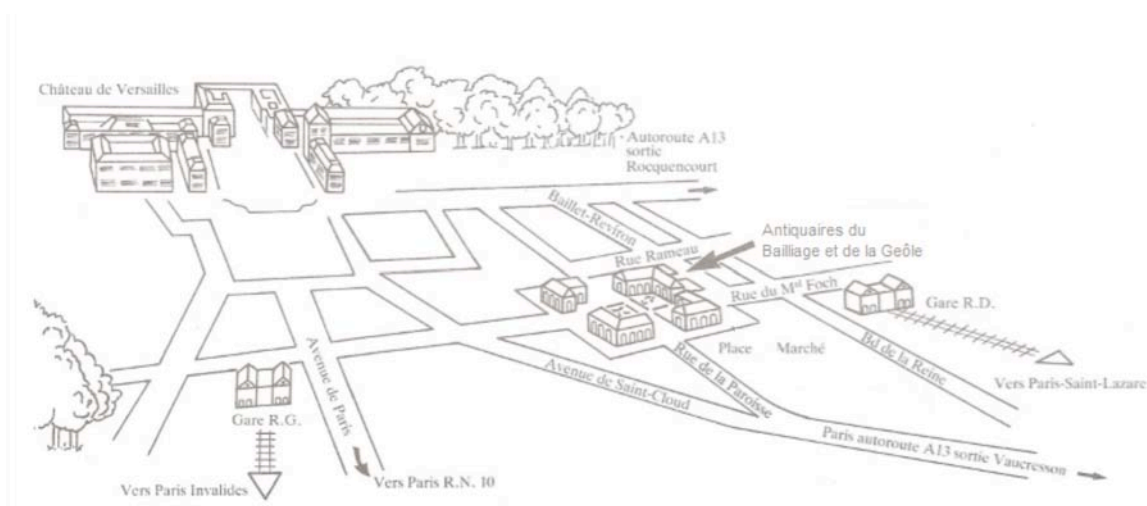 Château de Versailles
Autoroute A13
sortie
Rocquencourt
Baillet-Reviron
Antiquaires du
Bailliage et de la Geôle
Rue Rameau
Rue du Mal Foch
Gare R.D.
Place Marché
Bd de la Reine
Vers Paris-Saint-Lazare
Rue de la Paroisse
Avenue de Saint-Cloud
Avenue de Paris
Gare R.G.
Paris autoroute A13 sortie Vaucresson
Vers Paris R.N. 10
Vers Paris Invalides